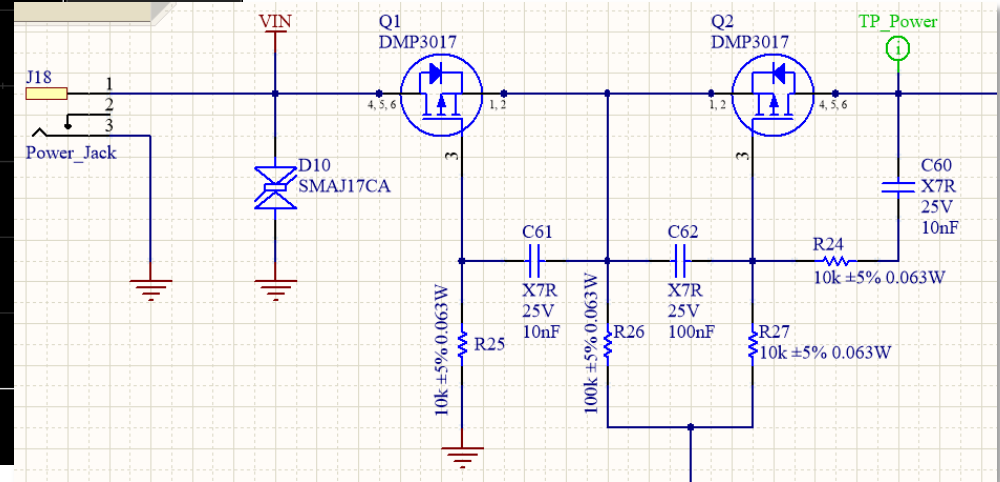 VIN
Q1
DMP3017
Q2
DMP3017
TP_Power
i
J18
1
2
3
Power_Jack
4, 5, 6
1, 2
1, 2
4, 5, 6
3
3
D10
SMAJ17CA
C60
X7R
25V
10nF
C61
X7R
25V
10nF
C62
X7R
25V
100nF
R24
10k ±5% 0.063W
R25
10k ±5% 0.063W
R26
100k ±5% 0.063W
R27
10k ±5% 0.063W